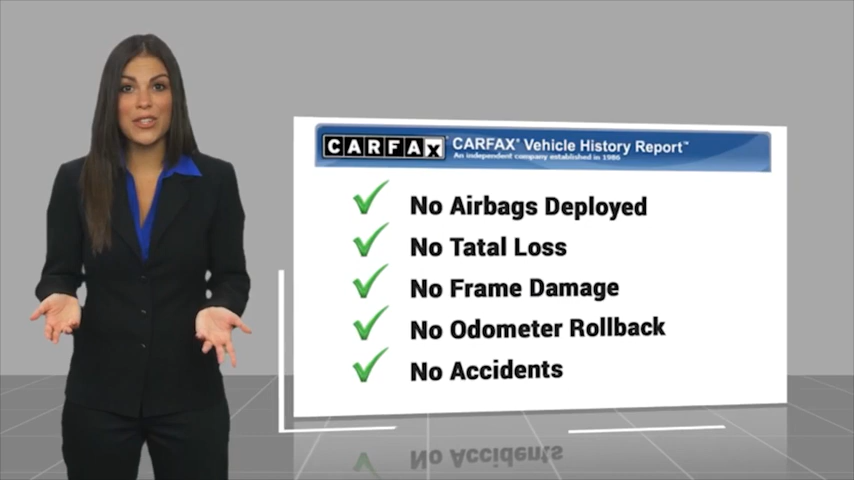 CARFAX CARFAX® Vehicle History Report™
An independent company established in 1986
No Airbags Deployed
No Tatal Loss
No Frame Damage
No Odometer Rollback
No Accidents
No Accidents